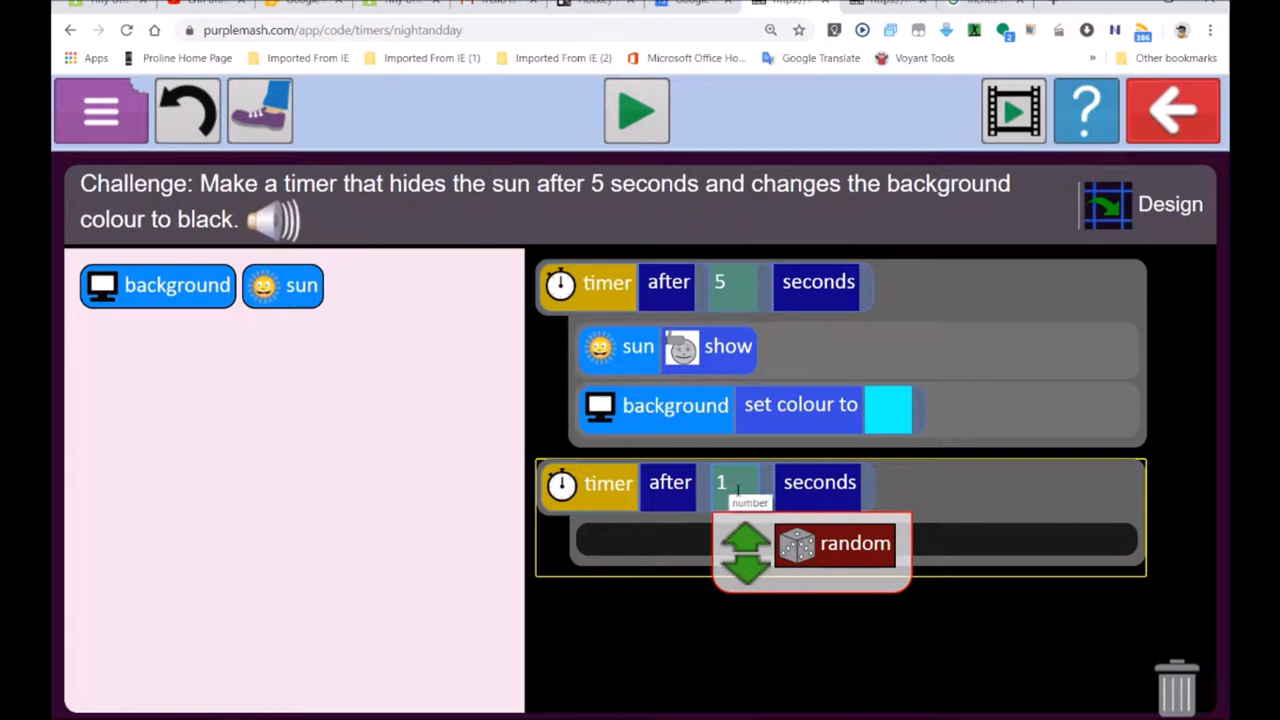 purplemash.com/app/code/timers/nightandday
Apps Proline Home Page Imported From IE Imported From IE (1) Imported From IE (2) Microsoft Office Ho... Google Translate Voyant Tools » Other bookmarks
Challenge: Make a timer that hides the sun after 5 seconds and changes the background
colour to black.
Design
background sun
timer after 5 seconds
sun show
background set colour to
timer after 1 seconds
number
random